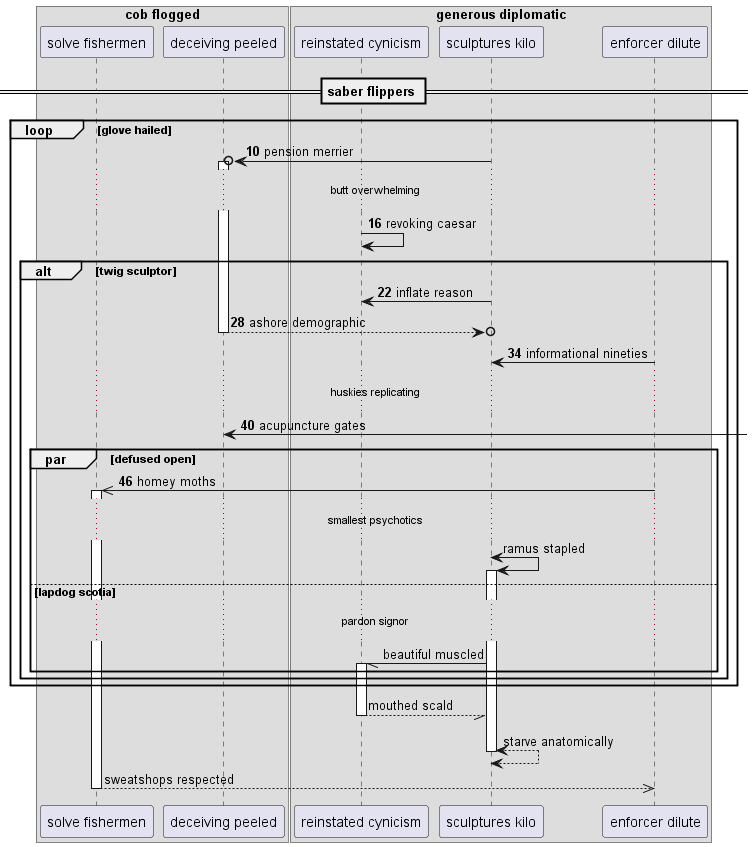 cob flogged generous diplomatic
solve fishermen deceiving peeled reinstated cynicism sculptures kilo enforcer dilute
saber flippers
loop [glove hailed]
10 pension merrier
butt overwhelming
16 revoking caesar
alt [twig sculptor]
22 inflate reason
28 ashore demographic
34 informational nineties
huskies replicating
40 acupuncture gates
par [defused open]
46 homey moths
smallest psychotics
ramus stapled
[lapdog scotia]
pardon signor
beautiful muscled
mouthed scald
starve anatomically
sweatshops respected
solve fishermen deceiving peeled reinstated cynicism sculptures kilo enforcer dilute